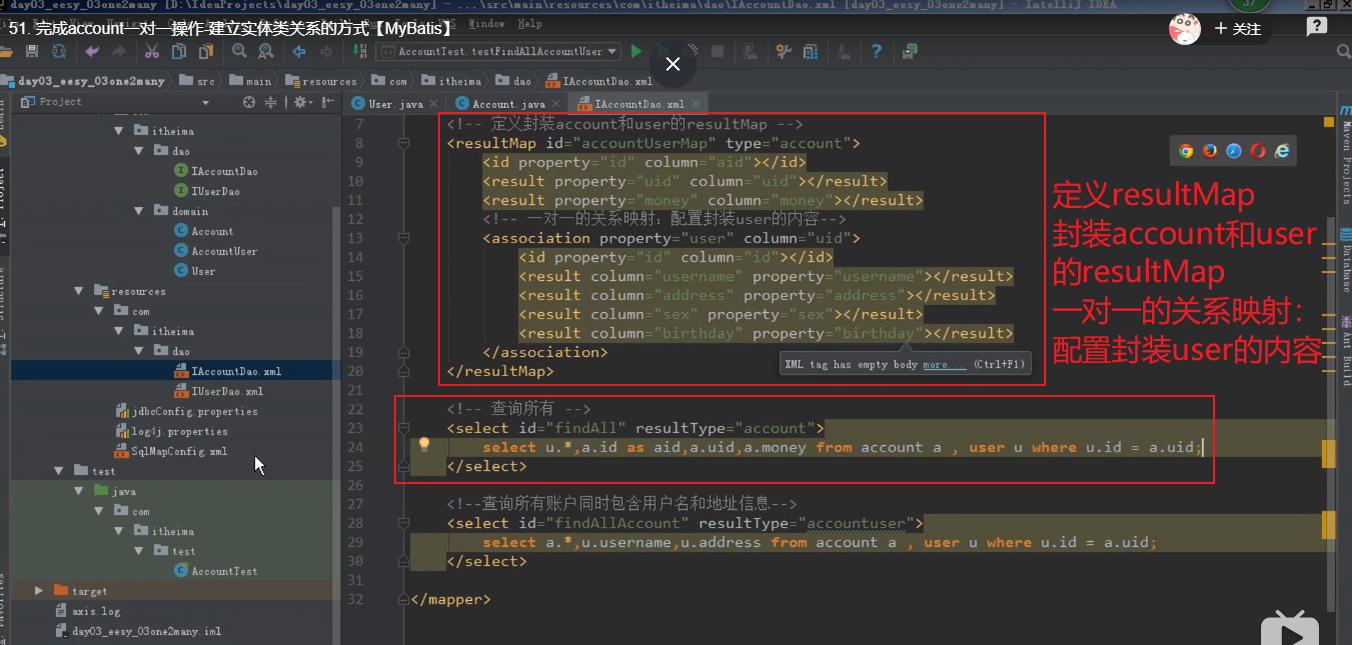 day03_eesy_03one2many [D:\IdeaProjects\day03_eesy_03one2many] - ...\src\main\resources\com\itheima\dao\IAccountDao.xml [day03_eesy_03one2many] - IntelliJ IDEA
37
51. 完成account一对一操作-建立实体类关系的方式【MyBatis】
Window Help
+ 关注
AccountTest.testFindAllAccountUser
day03_eesy_03one2many
src
main
resources
com
itheima
dao
IAccountDao.xml
Project
User.java
Account.java
IAccountDao.xml
itheima
dao
IAccountDao
IUserDao
domain
Account
AccountUser
User
resources
com
itheima
dao
IAccountDao.xml
IUserDao.xml
jdbcConfig.properties
log4j.properties
SqlMapConfig.xml
test
java
com
itheima
test
AccountTest
target
axis.log
day03_eesy_03one2many.iml
7 <!-- 定义封装account和user的resultMap -->
8 <resultMap id="accountUserMap" type="account">
9 <id property="id" column="aid"></id>
10 <result property="uid" column="uid"></result>
11 <result property="money" column="money"></result>
12 <!-- 一对一的关系映射：配置封装user的内容-->
13 <association property="user" column="uid">
14 <id property="id" column="id"></id>
15 <result column="username" property="username"></result>
16 <result column="address" property="address"></result>
17 <result column="sex" property="sex"></result>
18 <result column="birthday" property="birthday"></result>
19 </association>
XML tag has empty body more... (Ctrl+F1)
20 </resultMap>
21
22 <!-- 查询所有 -->
23 <select id="findAll" resultType="account">
24 select u.*,a.id as aid,a.uid,a.money from account a , user u where u.id = a.uid;
25 </select>
26
27 <!--查询所有账户同时包含用户名和地址信息-->
28 <select id="findAllAccount" resultType="accountuser">
29 select a.*,u.username,u.address from account a , user u where u.id = a.uid;
30 </select>
31
32 </mapper>
定义resultMap
封装account和user
的resultMap
一对一的关系映射：
配置封装user的内容
Maven Projects
Database
Ant Build